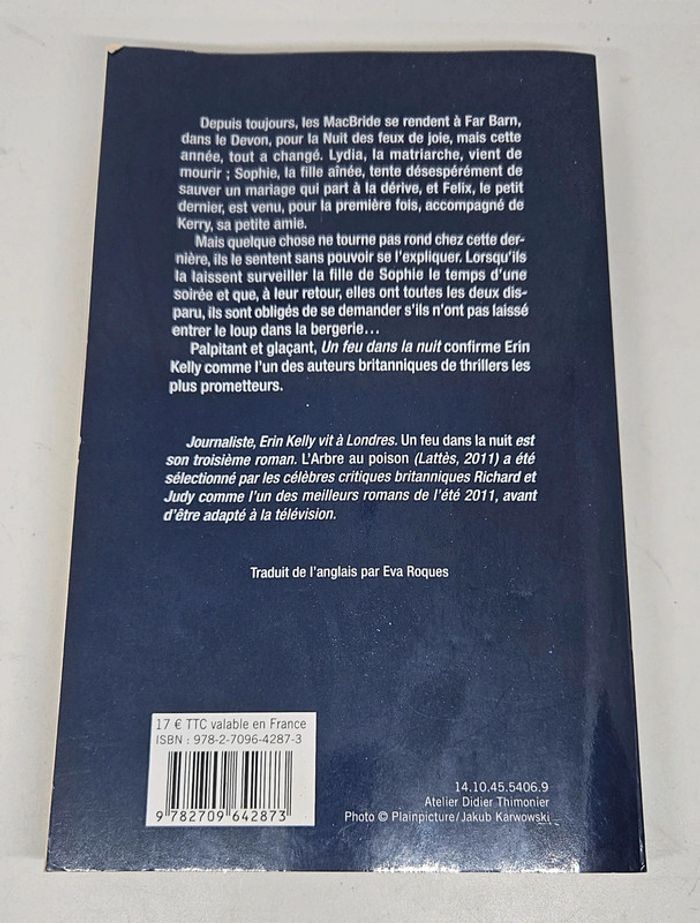 Depuis toujours, les MacBride se rendent à Far Barn,
dans le Devon, pour la Nuit des feux de joie, mais cette
année, tout a changé. Lydia, la matriarche, vient de
mourir ; Sophie, la fille aînée, tente désespérément de
sauver un mariage qui part à la dérive, et Felix, le petit
dernier, est venu, pour la première fois, accompagné de
Kerry, sa petite amie.
Mais quelque chose ne tourne pas rond chez cette der-
nière, ils le sentent sans pouvoir se l'expliquer. Lorsqu'ils
la laissent surveiller la fille de Sophie le temps d'une
soirée et que, à leur retour, elles ont toutes les deux dis-
paru, ils sont obligés de se demander s'ils n'ont pas laissé
entrer le loup dans la bergerie…
Palpitant et glaçant, Un feu dans la nuit confirme Erin
Kelly comme l'un des auteurs britanniques de thrillers les
plus prometteurs.
Journaliste, Erin Kelly vit à Londres. Un feu dans la nuit est
son troisième roman. L'Arbre au poison (Lattès, 2011) a été
sélectionné par les célèbres critiques britanniques Richard et
Judy comme l'un des meilleurs romans de l'été 2011, avant
d'être adapté à la télévision.
Traduit de l'anglais par Eva Roques
17 € TTC valable en France
ISBN : 978-2-7096-4287-3
9 782709 642873
14.10.45.5406.9
Atelier Didier Thimonier
Photo © Plainpicture/Jakub Karwowski